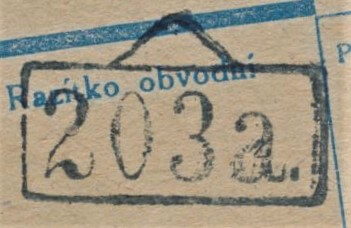 Razítko obvodní
203a.
P